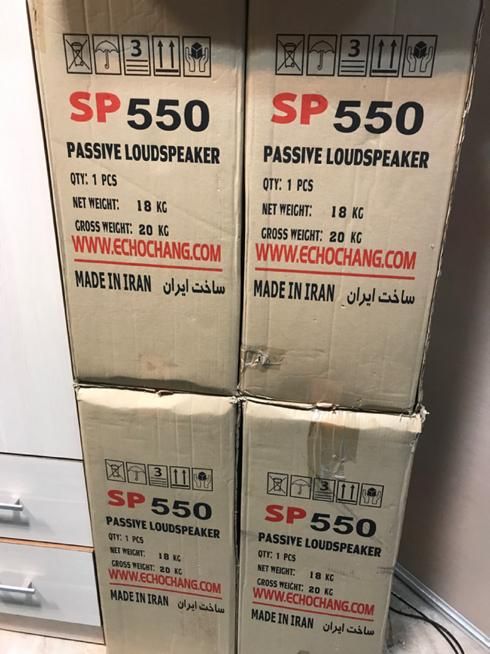 3
SP 550
PASSIVE LOUDSPEAKER
QTY: 1 PCS
NET WEIGHT: 18 KG
GROSS WEIGHT: 20 KG
WWW.ECHOCHANG.COM
MADE IN IRAN ساخت ایران
3
SP 550
PASSIVE LOUDSPEAKER
QTY: 1 PCS
NET WEIGHT: 18 KG
GROSS WEIGHT: 20 KG
WWW.ECHOCHANG.COM
MADE IN IRAN ساخت ایران
3
SP 550
PASSIVE LOUDSPEAKER
QTY: 1 PCS
NET WEIGHT: 18 KG
GROSS WEIGHT: 20 KG
WWW.ECHOCHANG.COM
MADE IN IRAN ساخت ایران
3
SP 550
PASSIVE LOUDSPEAKER
QTY: 1 PCS
NET WEIGHT: 18 KG
GROSS WEIGHT: 20 KG
WWW.ECHOCHANG.COM
MADE IN IRAN ساخت ایران